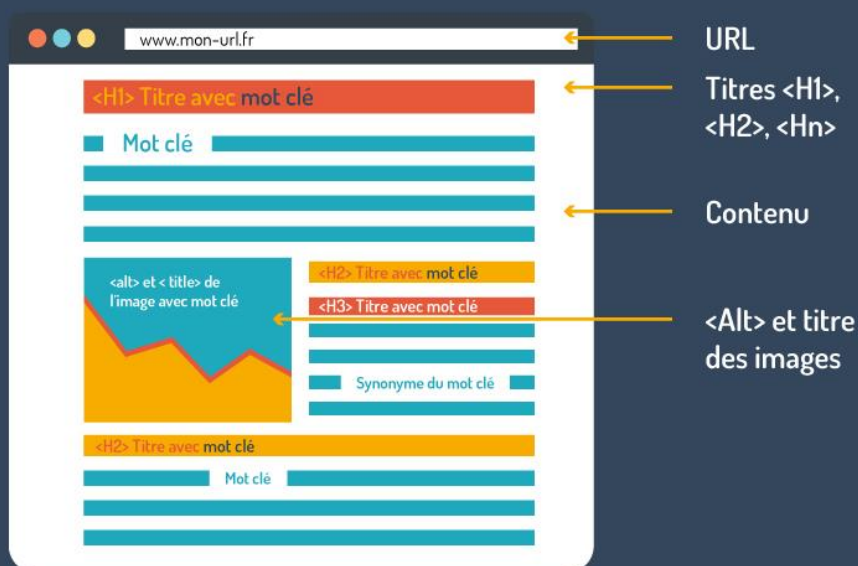 www.mon-url.fr
URL
<H1> Titre avec mot clé
Titres <H1>,
<H2>, <Hn>
Mot clé
Contenu
<alt> et < title> de
l'image avec mot clé
<H2> Titre avec mot clé
<H3> Titre avec mot clé
Synonyme du mot clé
<Alt> et titre
des images
<H2> Titre avec mot clé
Mot clé